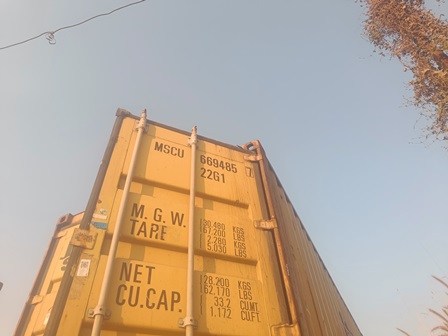 MSCU 669485 7
22G1
M.G.W. 30.480 KGS
67.200 LBS
TARE 2.280 KGS
5.030 LBS
NET 28.200 KGS
62.170 LBS
CU.CAP. 33.2 CU.MT
1.172 CU.FT.